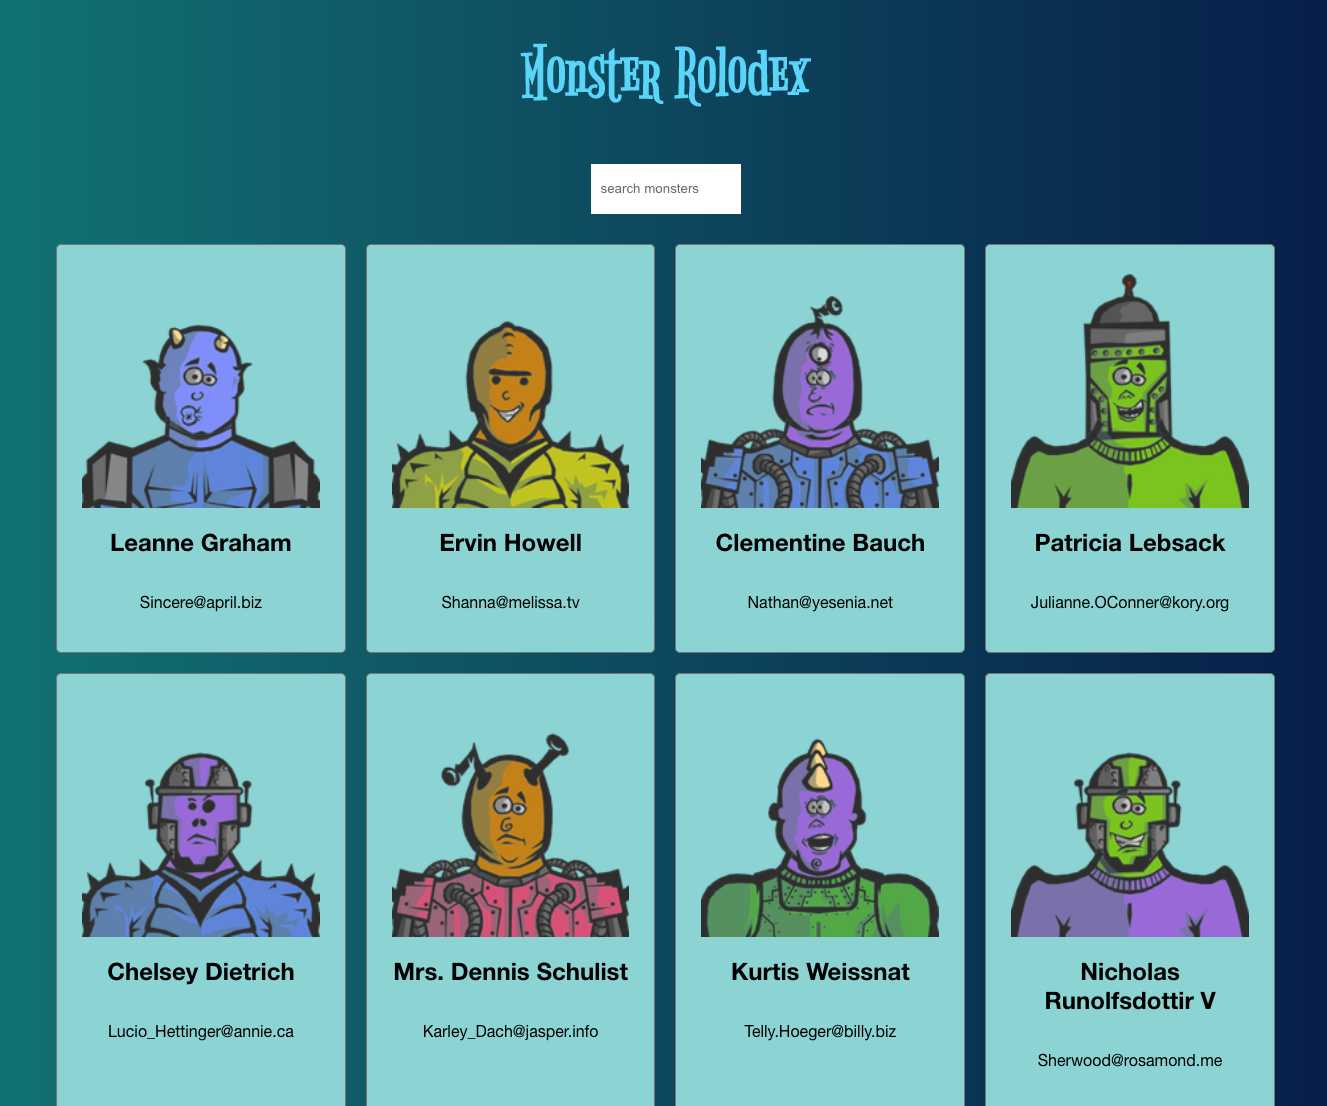 Monster Rolodex
search monsters
Leanne Graham
Sincere@april.biz
Ervin Howell
Shanna@melissa.tv
Clementine Bauch
Nathan@yesenia.net
Patricia Lebsack
Julianne.OConner@kory.org
Chelsey Dietrich
Lucio_Hettinger@annie.ca
Mrs. Dennis Schulist
Karley_Dach@jasper.info
Kurtis Weissnat
Telly.Hoeger@billy.biz
Nicholas
Runolfsdottir V
Sherwood@rosamond.me